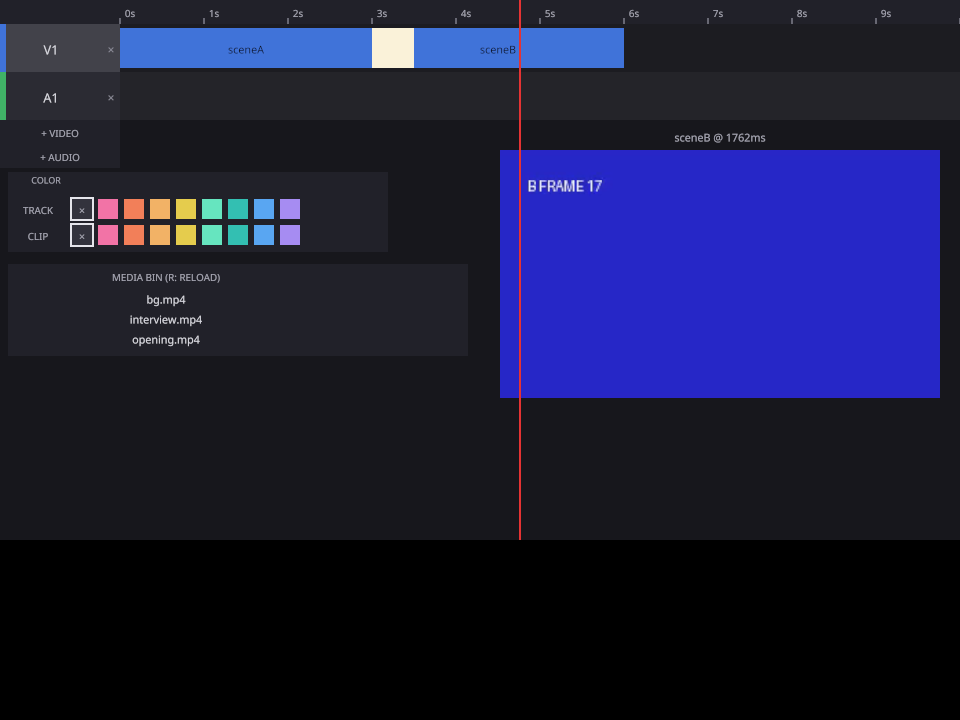 0s 1s 2s 3s 4s 5s 6s 7s 8s 9s
V1 × sceneA sceneB
A1 ×
+ VIDEO
+ AUDIO
sceneB @ 1762ms
COLOR
TRACK ×
CLIP ×
B FRAME 17
MEDIA BIN (R: RELOAD)
bg.mp4
interview.mp4
opening.mp4